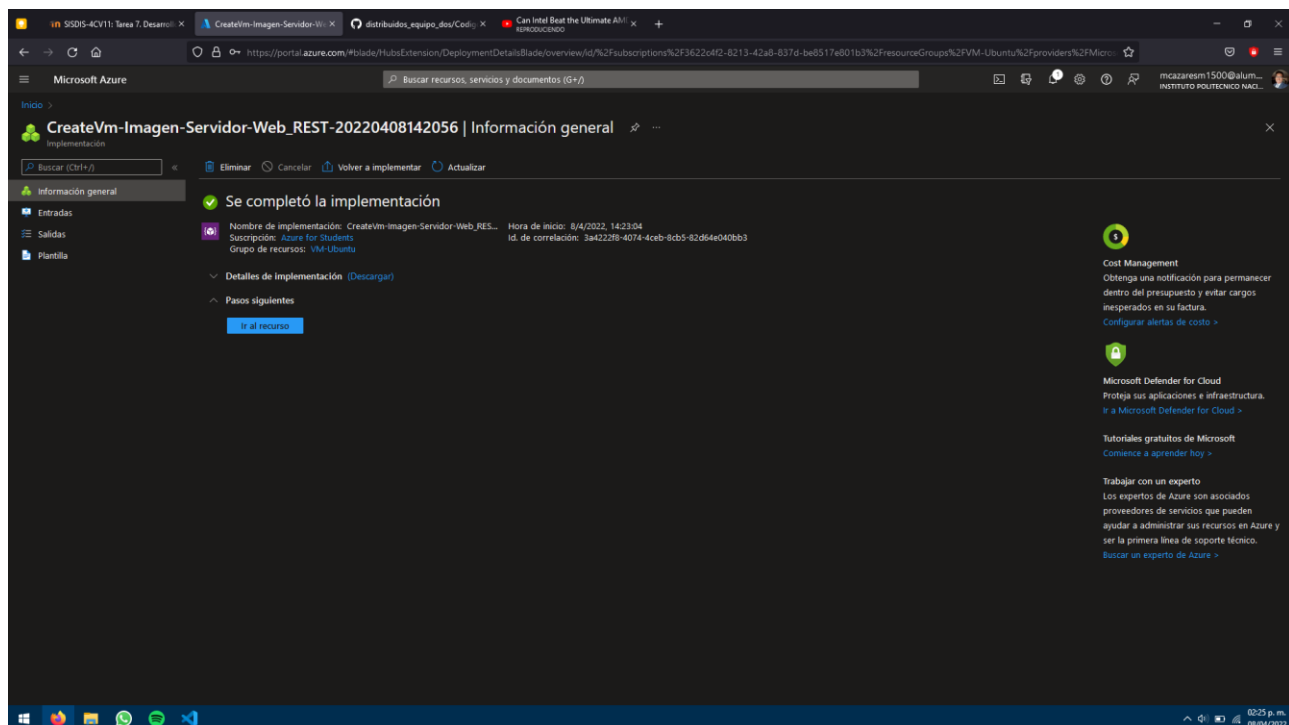 SISDIS-4CV11: Tarea 7. Desarroll
CreateVm-Imagen-Servidor-We
distribuidos_equipo_dos/Codig
Can Intel Beat the Ultimate AM
REPRODUCIENDO
https://portal.azure.com/#blade/HubsExtension/DeploymentDetailsBlade/overview/id/%2Fsubscriptions%2F3622c4f2-8213-42a8-837d-be8517e801b3%2FresourceGroups%2FVM-Ubuntu%2Fproviders%2FMicros
Microsoft Azure
Buscar recursos, servicios y documentos (G+/)
mcazaresm1500@alum...
INSTITUTO POLITECNICO NACI...
Inicio >
CreateVm-Imagen-Servidor-Web_REST-20220408142056 | Información general
Implementación
Buscar (Ctrl+/)
Eliminar
Cancelar
Volver a implementar
Actualizar
Información general
Entradas
Salidas
Plantilla
Se completó la implementación
Nombre de implementación: CreateVm-Imagen-Servidor-Web_RES...
Suscripción: Azure for Students
Grupo de recursos: VM-Ubuntu
Hora de inicio: 8/4/2022, 14:23:04
Id. de correlación: 3a4222f8-4074-4ceb-8cb5-82d64e040bb3
Detalles de implementación (Descargar)
Pasos siguientes
Ir al recurso
Cost Management
Obtenga una notificación para permanecer
dentro del presupuesto y evitar cargos
inesperados en su factura.
Configurar alertas de costo >
Microsoft Defender for Cloud
Proteja sus aplicaciones e infraestructura.
Ir a Microsoft Defender for Cloud >
Tutoriales gratuitos de Microsoft
Comience a aprender hoy >
Trabajar con un experto
Los expertos de Azure son asociados
proveedores de servicios que pueden
ayudar a administrar sus recursos en Azure y
ser la primera línea de soporte técnico.
Buscar un experto de Azure >
02:25 p. m.
08/04/2022